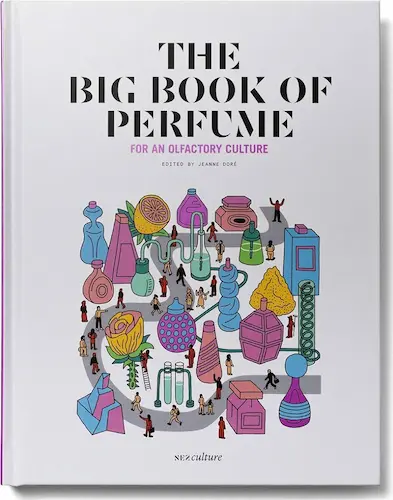 THE
BIG BOOK OF
PERFUME
FOR AN OLFACTORY CULTURE
EDITED BY JEANNE DORÉ
NEZ culture